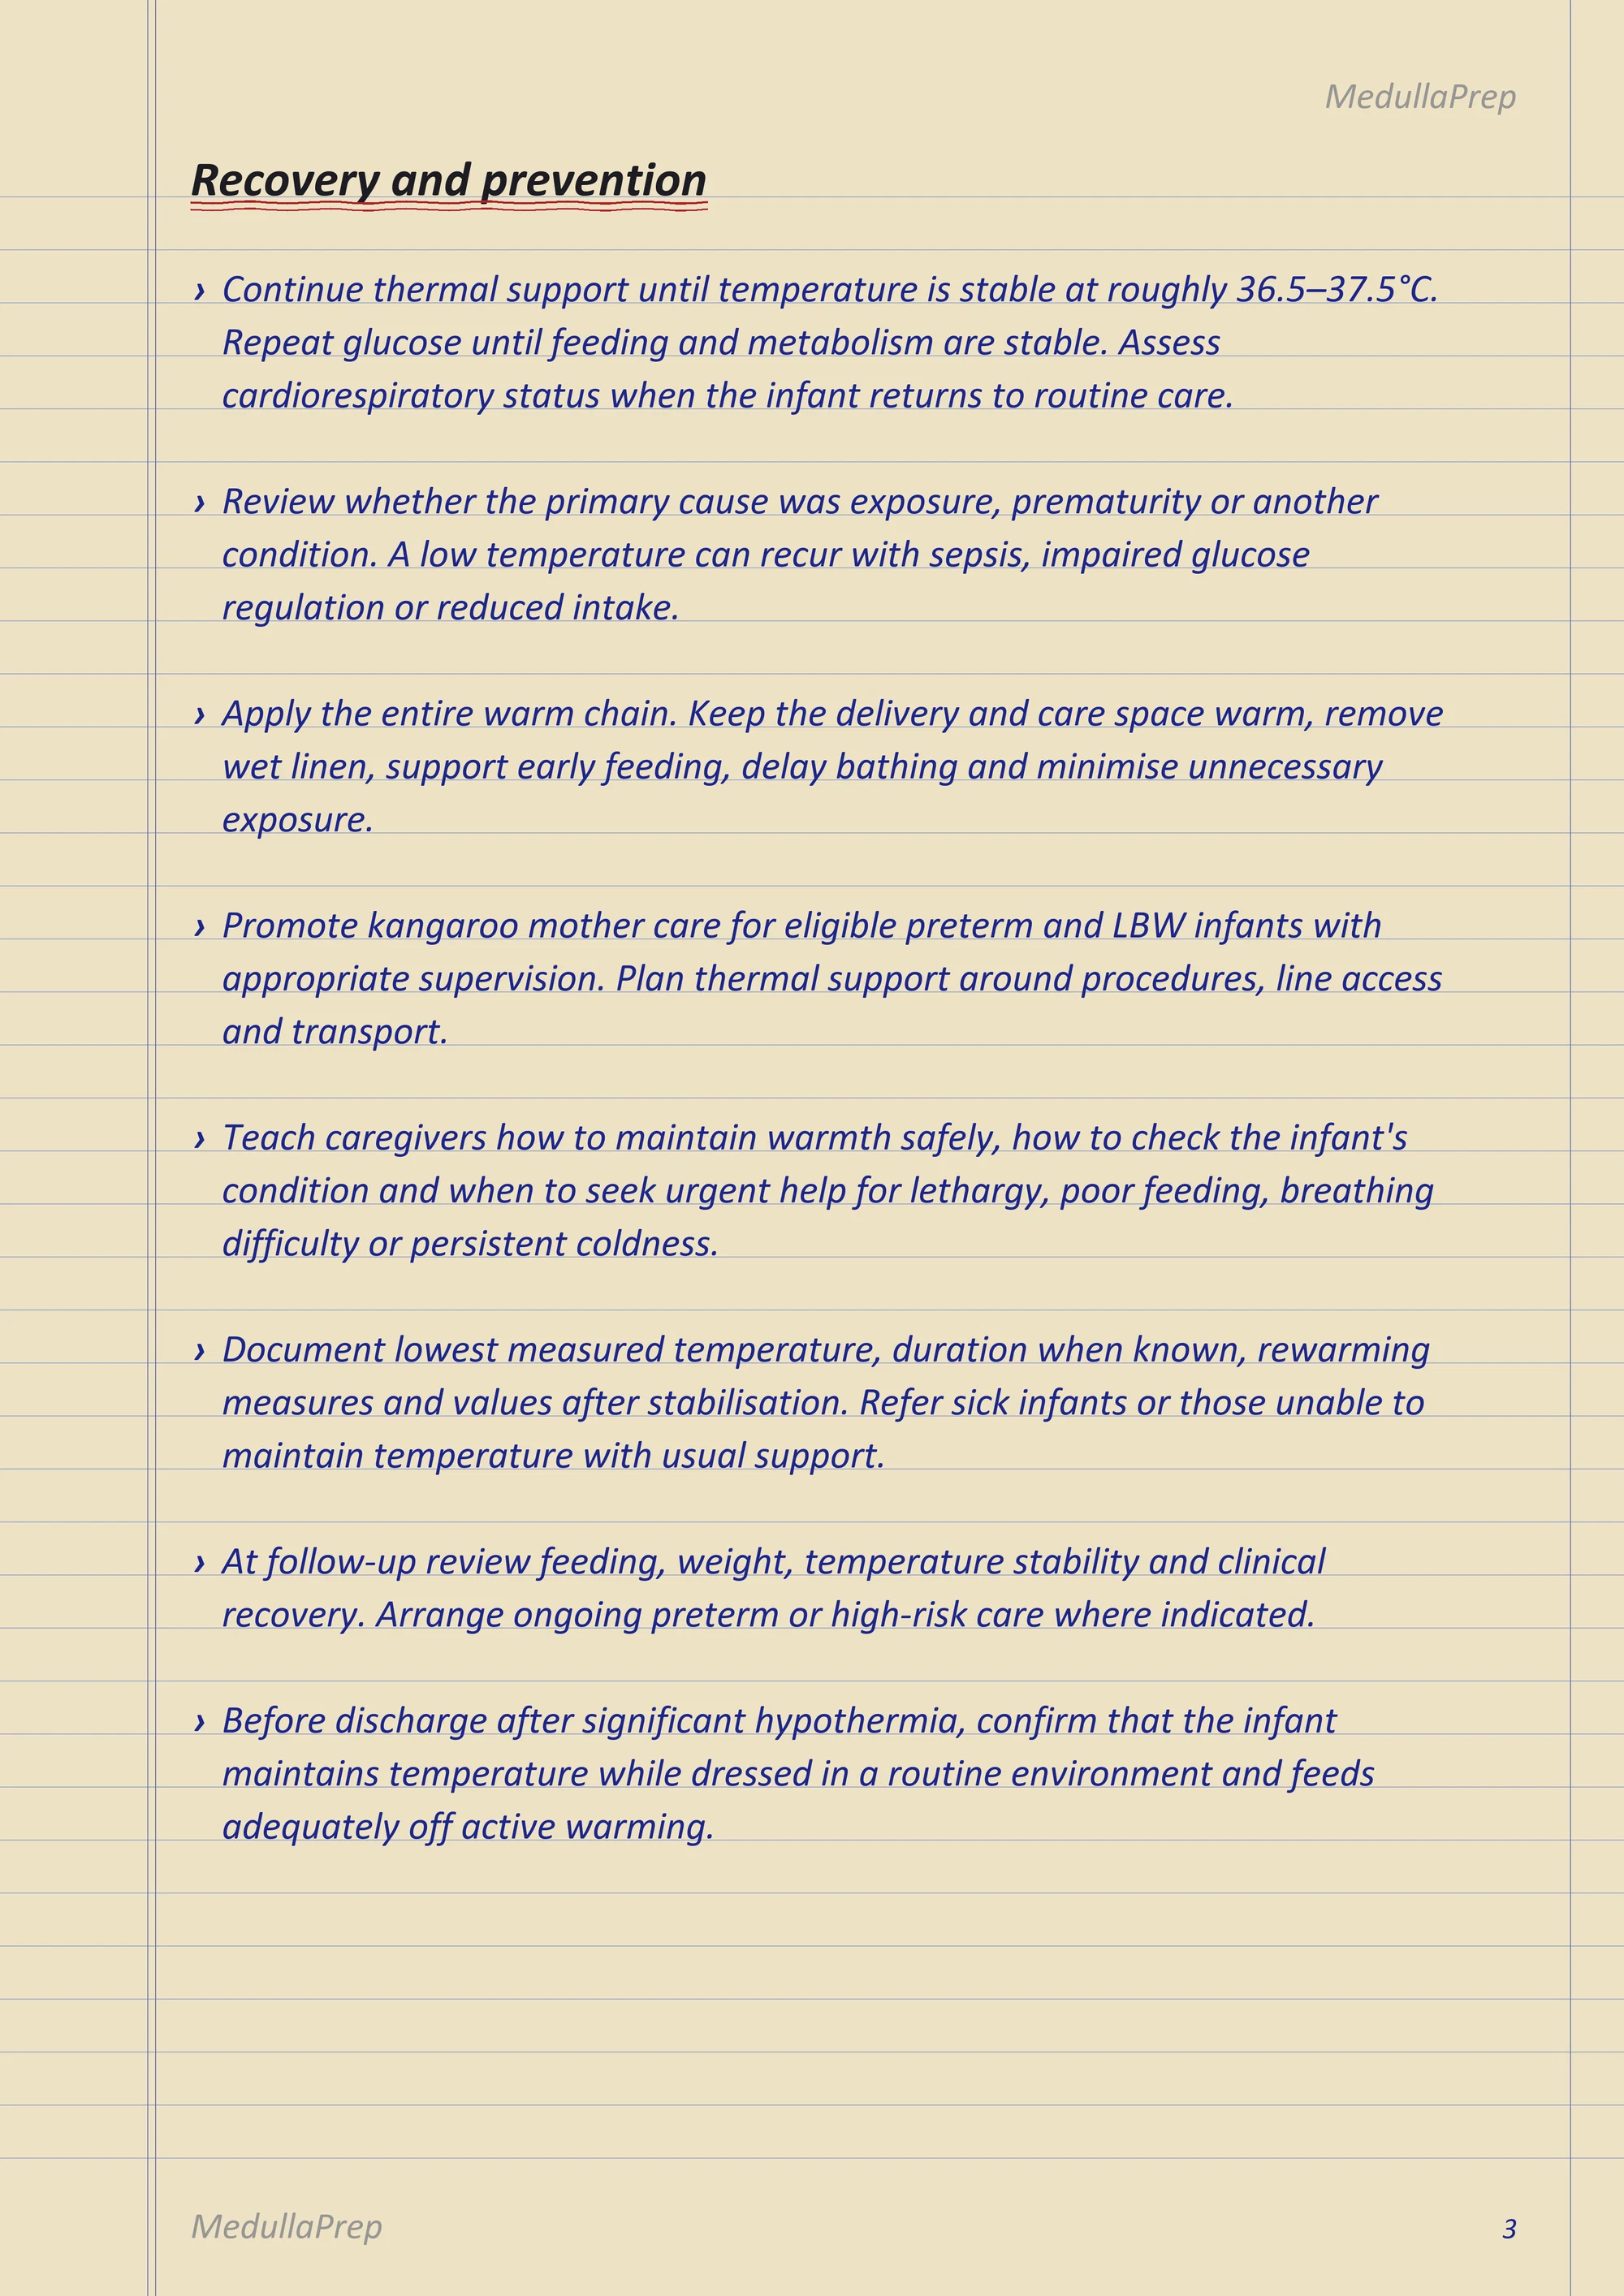 MedullaPrep
Recovery and prevention
› Continue thermal support until temperature is stable at roughly 36.5–37.5°C.
Repeat glucose until feeding and metabolism are stable. Assess
cardiorespiratory status when the infant returns to routine care.
› Review whether the primary cause was exposure, prematurity or another
condition. A low temperature can recur with sepsis, impaired glucose
regulation or reduced intake.
› Apply the entire warm chain. Keep the delivery and care space warm, remove
wet linen, support early feeding, delay bathing and minimise unnecessary
exposure.
› Promote kangaroo mother care for eligible preterm and LBW infants with
appropriate supervision. Plan thermal support around procedures, line access
and transport.
› Teach caregivers how to maintain warmth safely, how to check the infant's
condition and when to seek urgent help for lethargy, poor feeding, breathing
difficulty or persistent coldness.
› Document lowest measured temperature, duration when known, rewarming
measures and values after stabilisation. Refer sick infants or those unable to
maintain temperature with usual support.
› At follow-up review feeding, weight, temperature stability and clinical
recovery. Arrange ongoing preterm or high-risk care where indicated.
› Before discharge after significant hypothermia, confirm that the infant
maintains temperature while dressed in a routine environment and feeds
adequately off active warming.
MedullaPrep
3